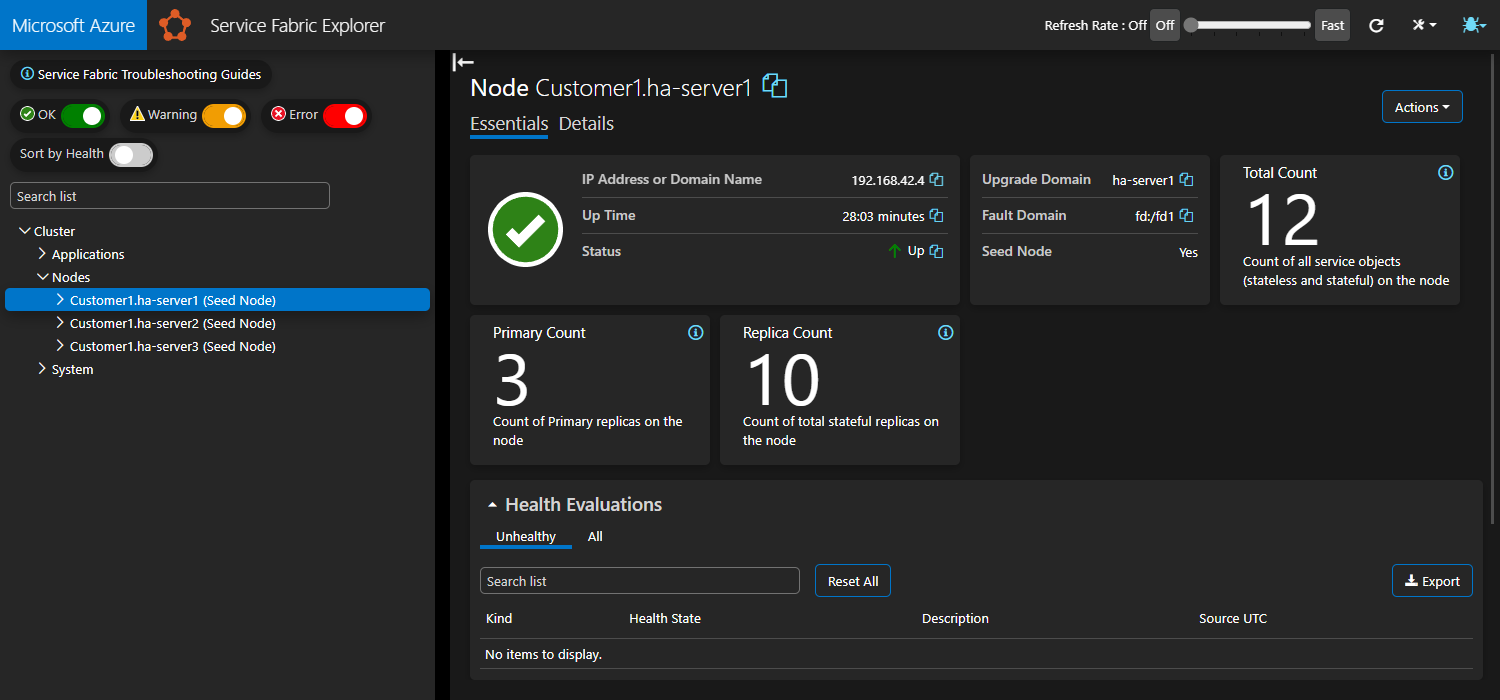 Microsoft Azure Service Fabric Explorer Refresh Rate : Off Off Fast
Service Fabric Troubleshooting Guides
OK Warning Error
Sort by Health
Search list
Cluster
Applications
Nodes
Customer1.ha-server1 (Seed Node)
Customer1.ha-server2 (Seed Node)
Customer1.ha-server3 (Seed Node)
System
Node Customer1.ha-server1
Actions
Essentials Details
IP Address or Domain Name 192.168.42.4
Up Time 28:03 minutes
Status Up
Upgrade Domain ha-server1
Fault Domain fd:/fd1
Seed Node Yes
Total Count
12
Count of all service objects
(stateless and stateful) on the node
Primary Count
3
Count of Primary replicas on the
node
Replica Count
10
Count of total stateful replicas on
the node
Health Evaluations
Unhealthy All
Search list Reset All Export
Kind Health State Description Source UTC
No items to display.